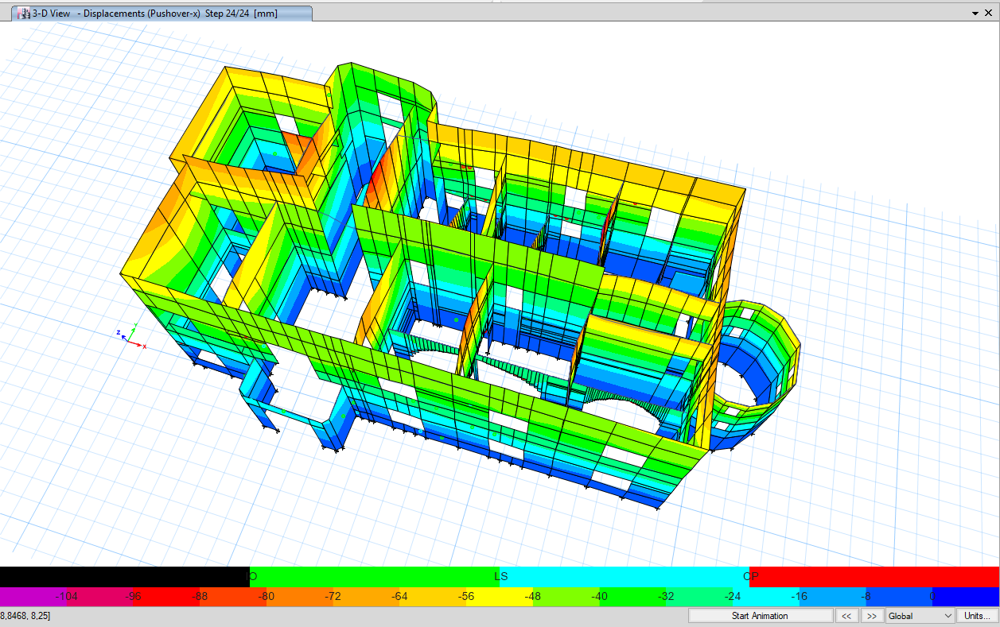 3-D View - Displacements (Pushover-x) Step 24/24 [mm]
Z Y X
IO LS CP
-104 -96 -88 -80 -72 -64 -56 -48 -40 -32 -24 -16 -8 0
8,8468, 8,25]
Start Animation << >> Global Units...